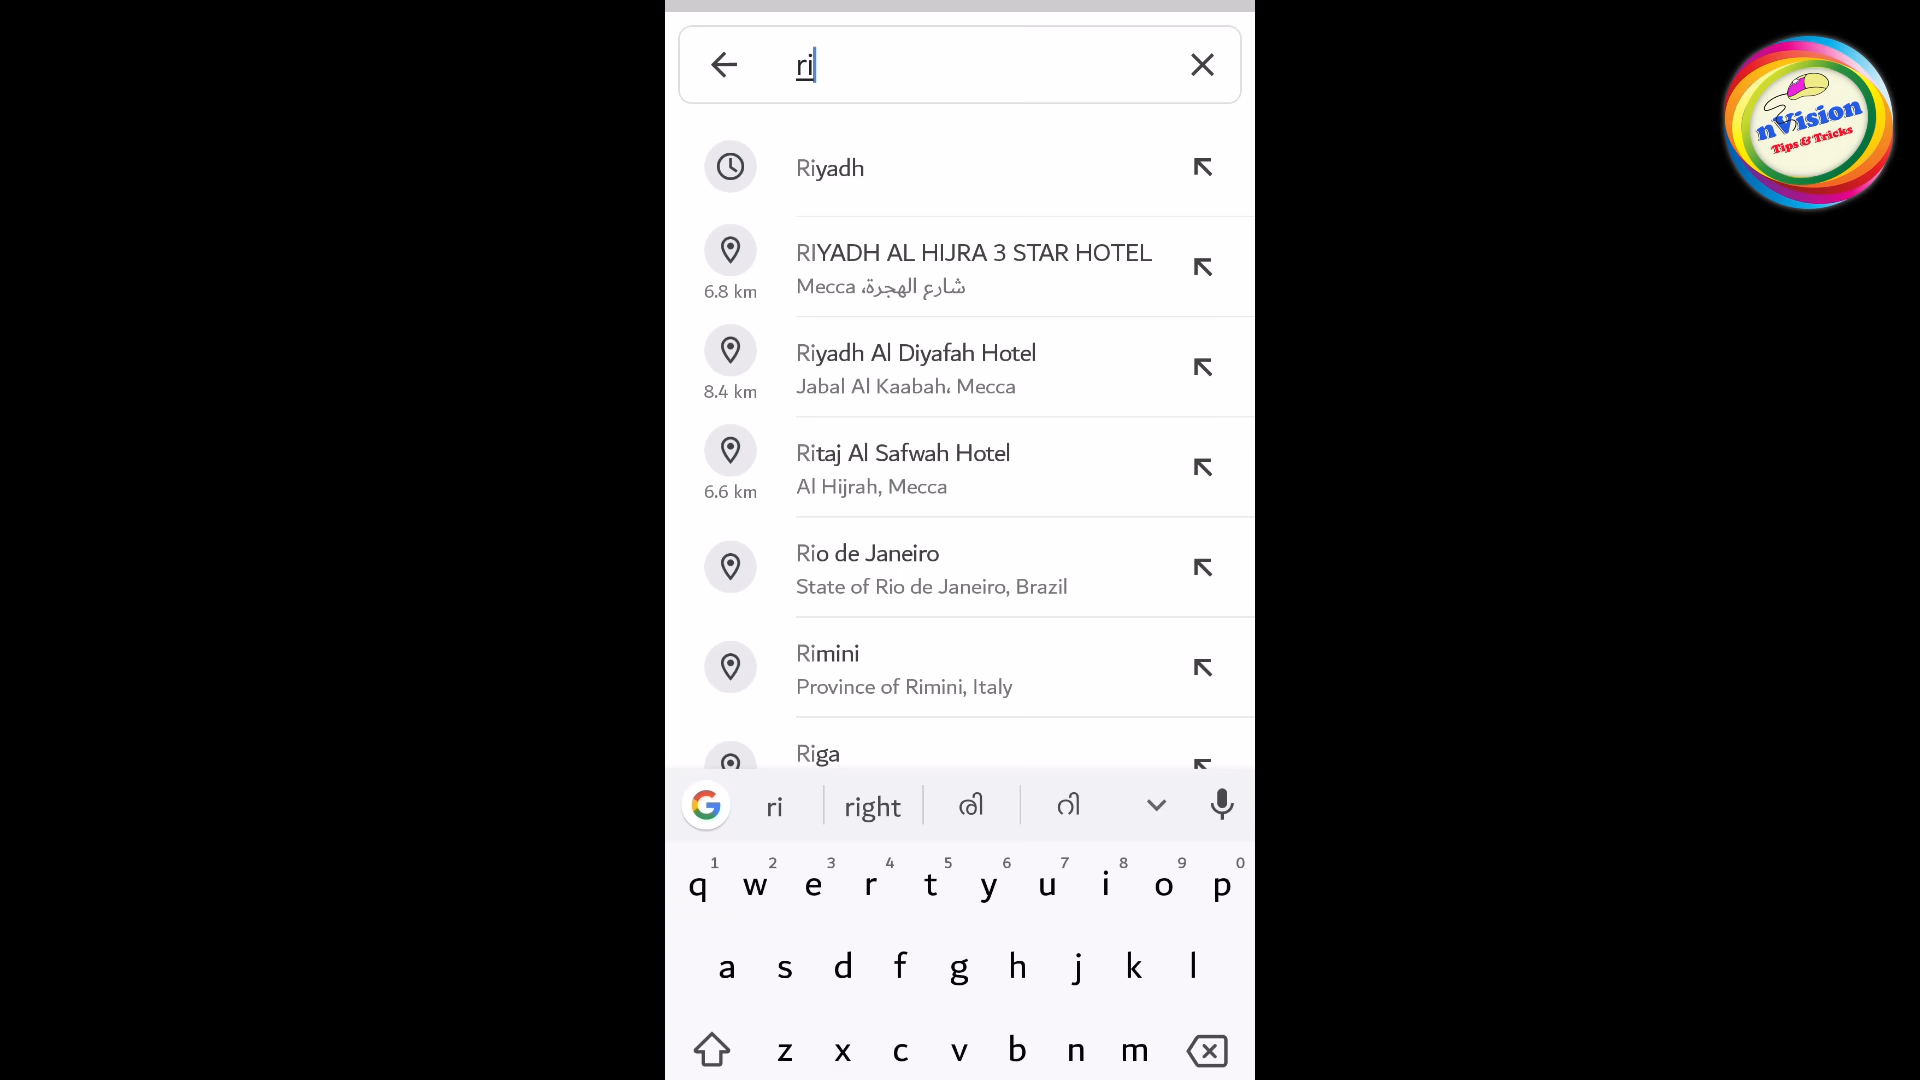 ri
Riyadh
RIYADH AL HIJRA 3 STAR HOTEL
Mecca ،شارع الهجرة
6.8 km
Riyadh Al Diyafah Hotel
Jabal Al Kaabah، Mecca
8.4 km
Ritaj Al Safwah Hotel
Al Hijrah, Mecca
6.6 km
Rio de Janeiro
State of Rio de Janeiro, Brazil
Rimini
Province of Rimini, Italy
Riga
G ri right രി റി
1 2 3 4 5 6 7 8 9 0
q w e r t y u i o p
a s d f g h j k l
z x c v b n m
nVision
Tips & Tricks